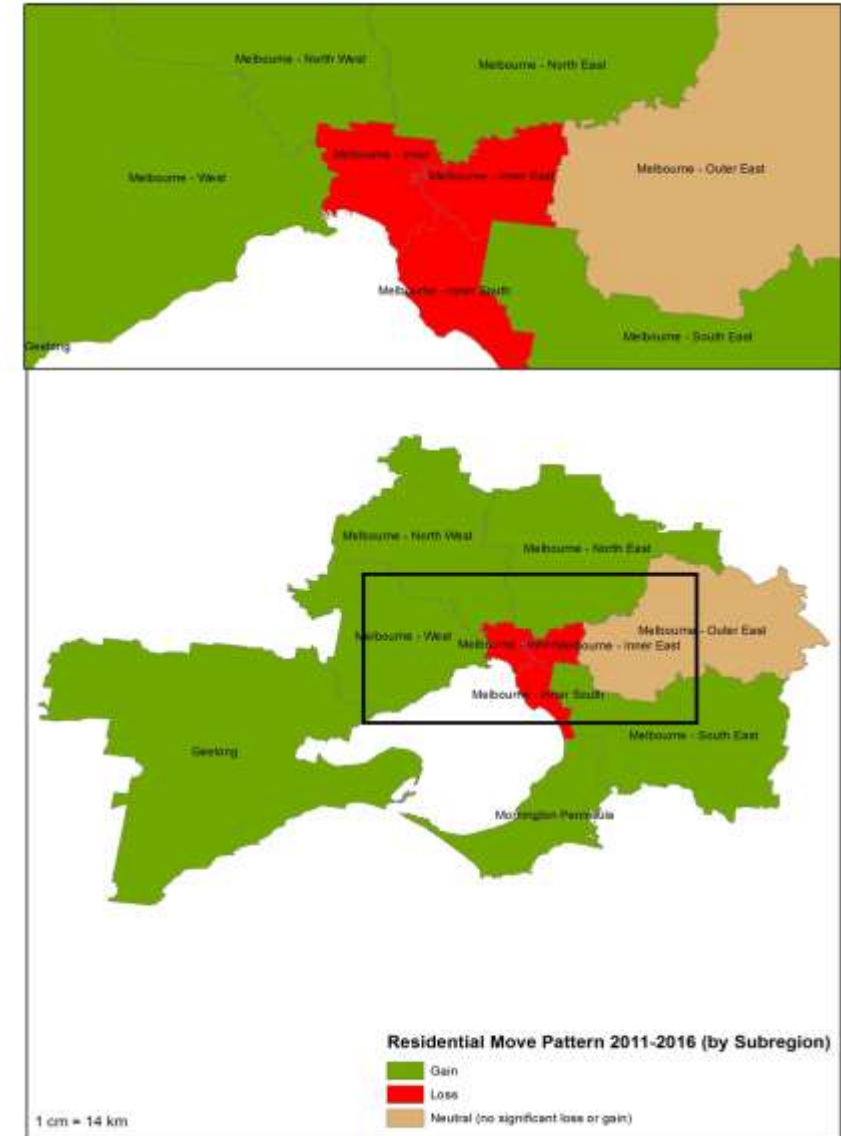 Melbourne - North West
Melbourne - North East
Melbourne - Outer East
Melbourne - West
Melbourne - Inner
Melbourne - Inner East
Melbourne - Inner South
Melbourne - South East
Geelong
Melbourne - North West
Melbourne - North East
Melbourne - Outer East
Melbourne - West
Melbourne - Inner
Melbourne - Inner East
Melbourne - Inner South
Melbourne - South East
Geelong
Mornington Peninsula
Residential Move Pattern 2011-2016 (by Subregion)
Gain
Loss
Neutral (no significant loss or gain)
1 cm = 14 km